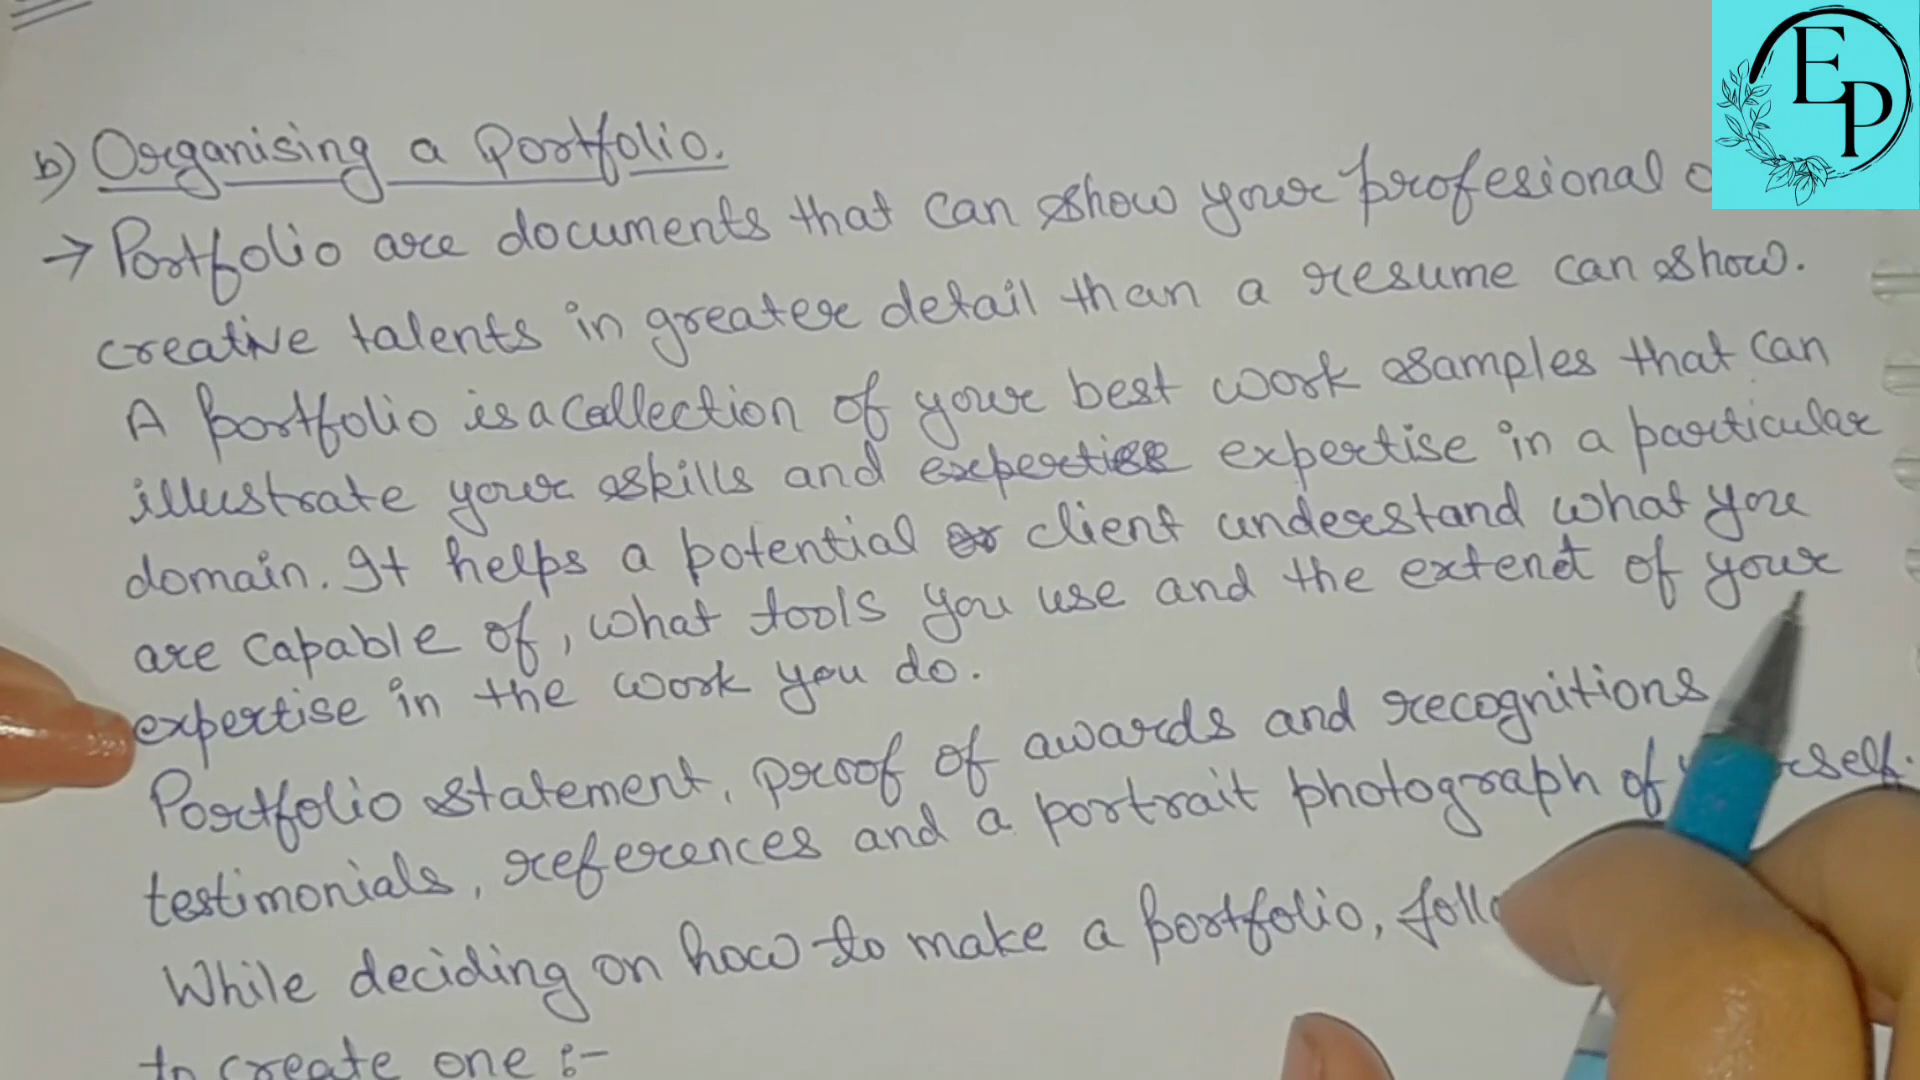 EP
b) Organising a Portfolio.
→ Portfolio are documents that can show your profesional
creative talents in greater detail than a resume can show.
A portfolio is a collection of your best work samples that can
illustrate your skills and expertise expertise in a particular
domain. It helps a potential or client understand what you
are capable of, what tools you use and the extent of your
expertise in the work you do.
Portfolio statement, proof of awards and recognitions
testimonials, references and a portrait photograph of yourself.
While deciding on how to make a portfolio,
to create one :-